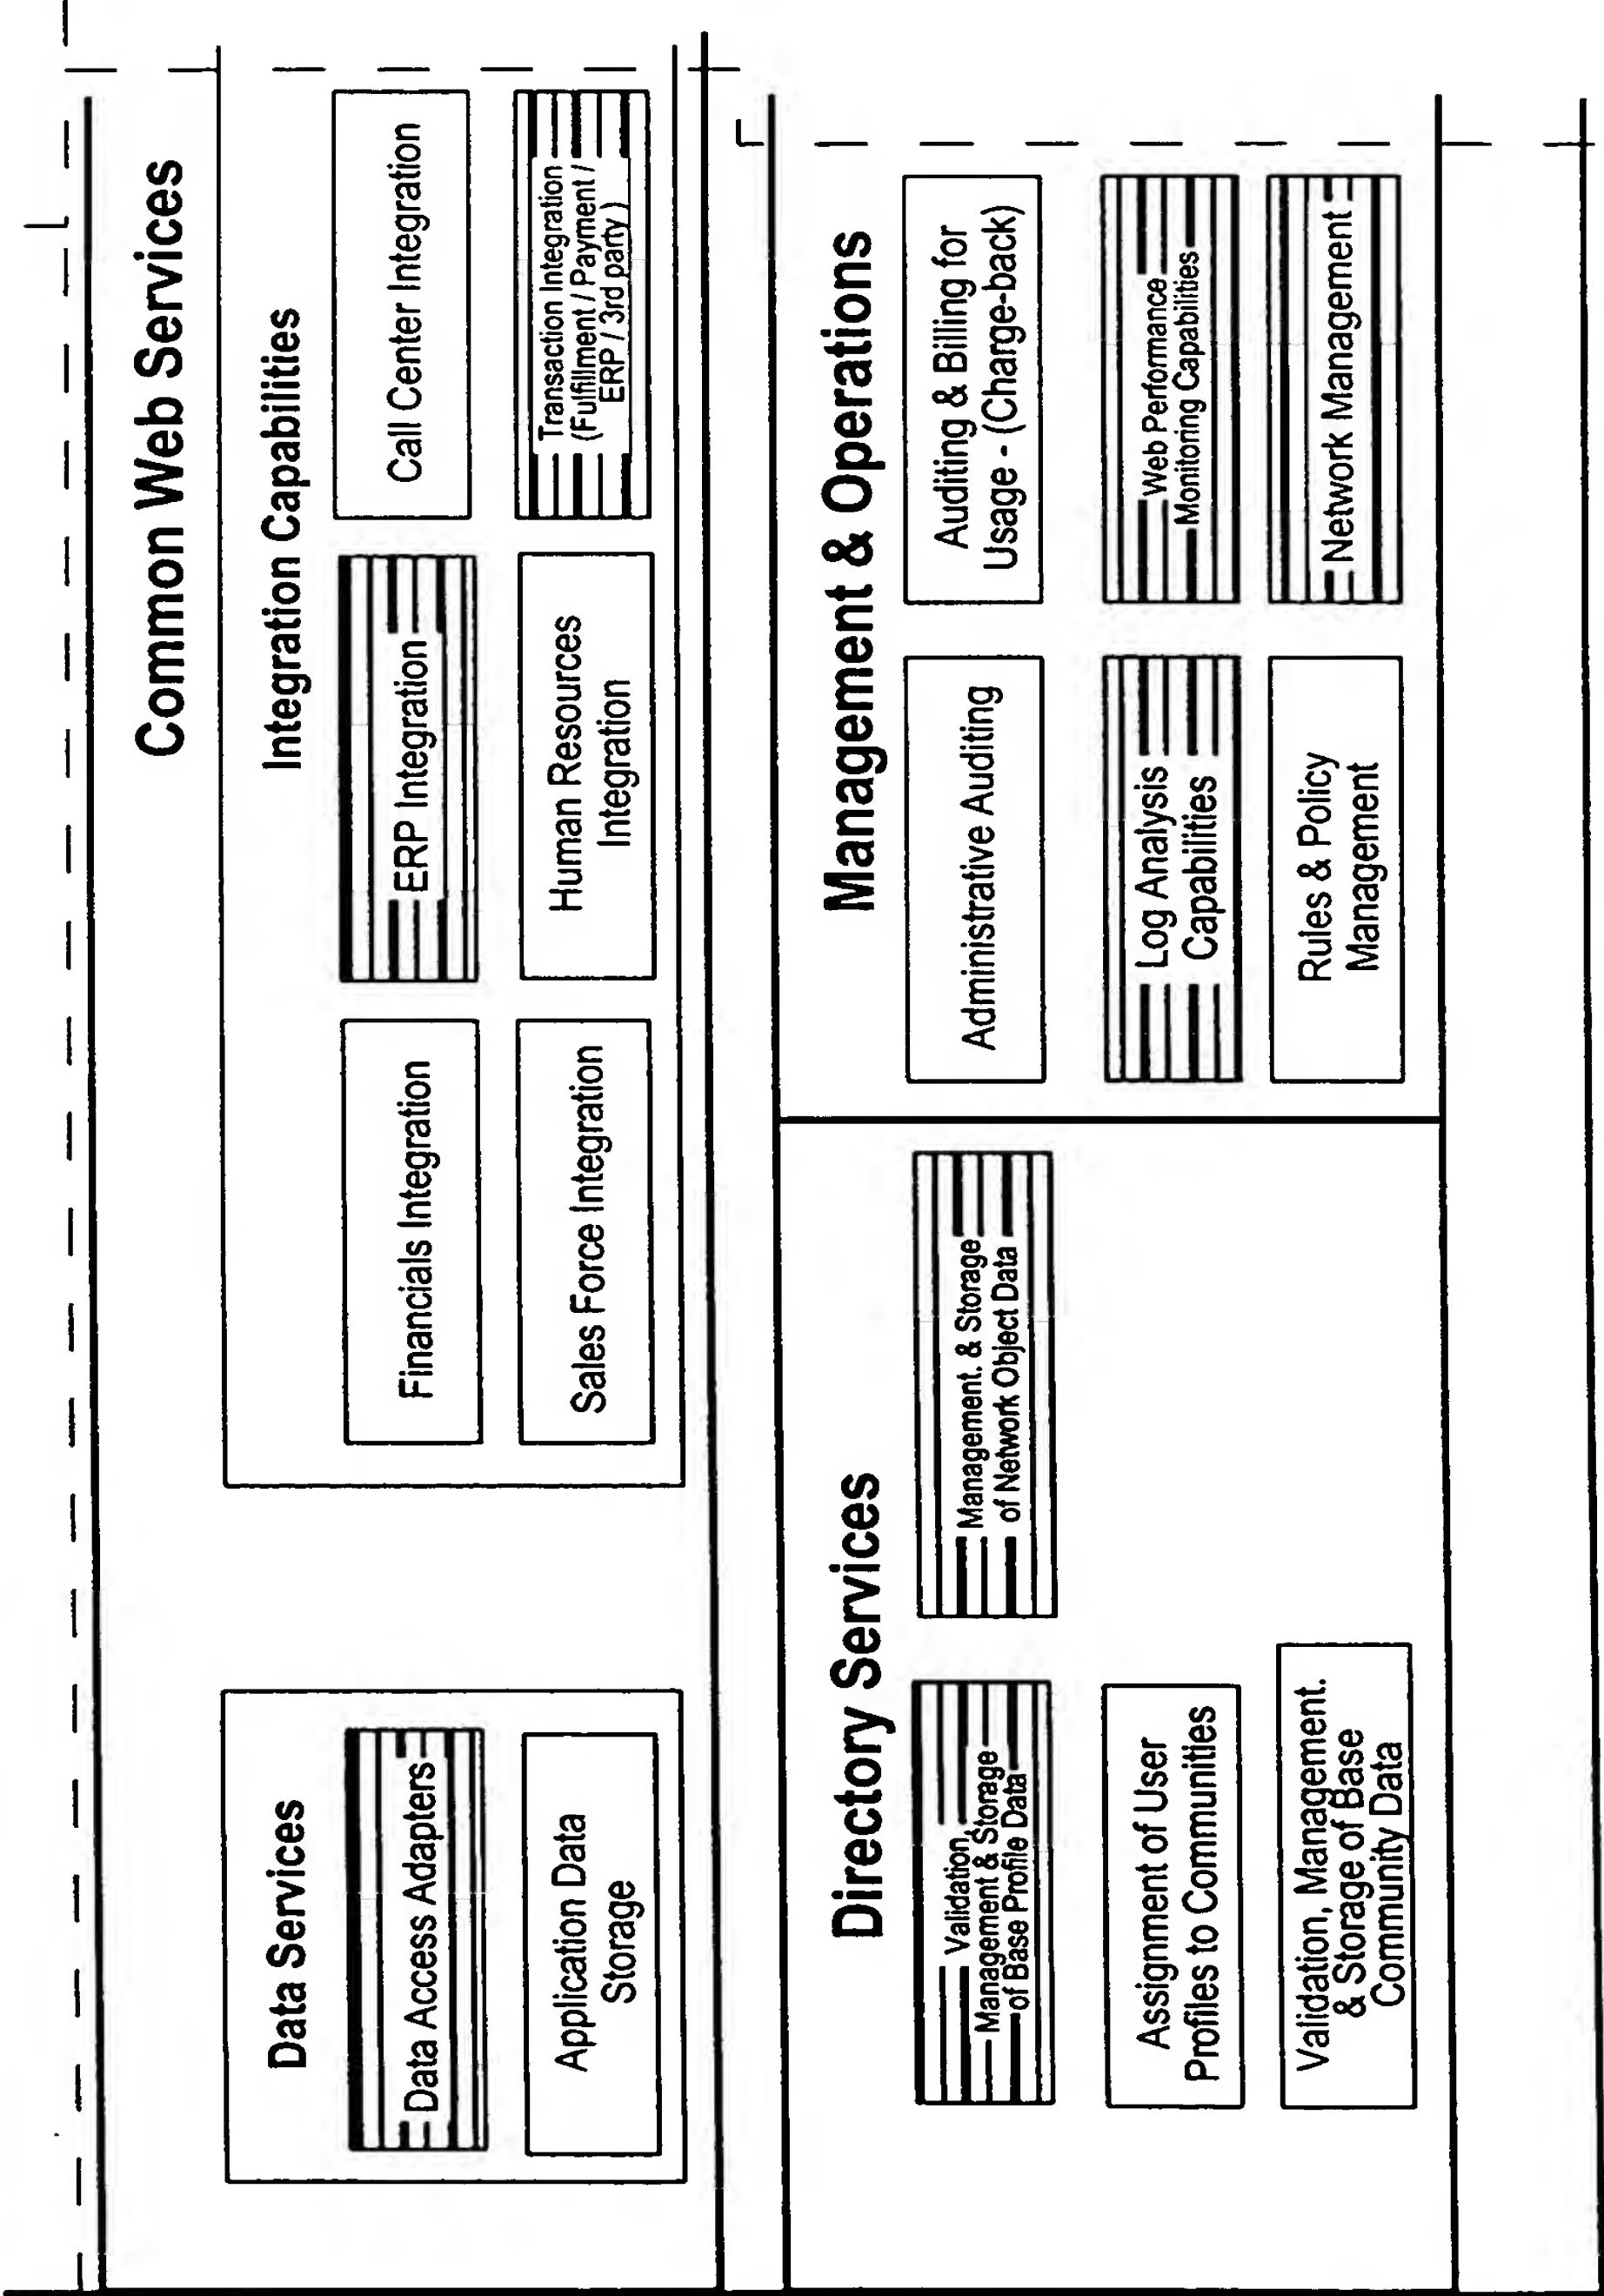 Common Web Services
Data Services
Data Access Adapters
Application Data
Storage
Integration Capabilities
Financials Integration
ERP Integration
Call Center Integration
Sales Force Integration
Human Resources
Integration
Transaction Integration
(Fulfillment / Payment /
ERP / 3rd party)
Directory Services
Validation,
Management & Storage
of Base Profile Data
Management. & Storage
of Network Object Data
Assignment of User
Profiles to Communities
Validation, Management.
& Storage of Base
Community Data
Management & Operations
Administrative Auditing
Auditing & Billing for
Usage - (Charge-back)
Log Analysis
Capabilities
Web Performance
Monitoring Capabilities
Rules & Policy
Management
Network Management